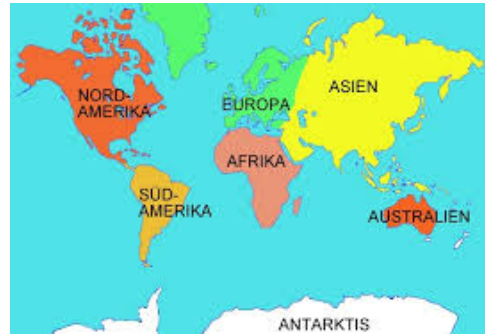 NORD-
AMERIKA
EUROPA
ASIEN
AFRIKA
SÜD-
AMERIKA
AUSTRALIEN
ANTARKTIS